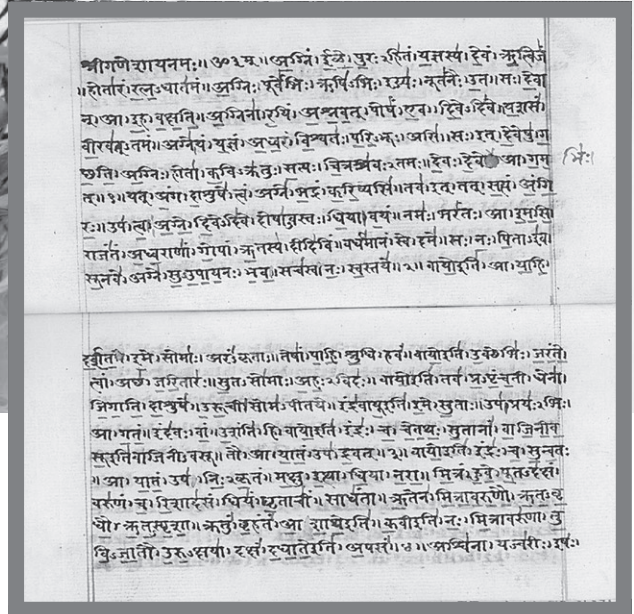 श्रीगणेशायनमः॥ॐ३म्॥अग्निं।ईळे।पुरःऽहितं।यज्ञस्य।देवं।ऋत्विजं
॥होतारं।रत्नऽधातमं॥अग्निः।पूर्वेभिः।ऋषिऽभिः।ईड्यः।नूतनैः।उत।सः।देवा
न्।आ।इह।वक्षति॥अग्निना।रयिं।अश्नवत्।पोषं।एव।दिवेऽदिवे॥यशसं
वीरवत्ऽतमं॥अग्ने।यं।यज्ञं।अध्वरं।विश्वतः।परिऽभूः।असि।सः।इत्।देवेषु।ग
च्छति॥अग्निः।होता।कविऽक्रतुः।सत्यः।चित्रश्रवःऽतमः॥देवः।देवे।आ।गम
भिः।
त्॥१॥यत्।अंग।दाशुषे।त्वं।अग्ने।भद्रं।करिष्यसि॥तव।इत्।तत्।सत्यं।अंगि
रः॥उप।त्वा।अग्ने।दिवेऽदिवे।दोषाऽवस्तः।धिया।वयं॥नमः।भरंतः।आ।इमसि॥
राजंतं।अध्वराणां।गोपां।ऋतस्य।दीदिविं॥वर्धमानं।स्वे।दमे॥सः।नः।पिताऽइव
सूनवे।अग्ने।सुऽउपायनः।भव॥सचस्व।नः।स्वस्तये॥२॥वायोइति।आ।याहि।
दर्शत।इमे।सोमाः।अरंऽकृताः॥तेषां।पाहि।श्रुधि।हवं॥वायोइति।उक्थेभिः।जरंते
त्वां।अच्छ।जरितारः॥सुतऽसोमाः।अहःऽविदः॥वायोइति।तव।प्रऽपृंचती।धेना।
जिगाति।दाशुषे॥उरूची।सोमऽपीतये॥इंद्रवायूइति।इमे।सुताः॥उप।प्रयःऽभिः।
आ।गतं॥इंदवः।वां।उशंति।हि॥वायोइति।इंद्रः।च।चेतथः।सुतानां।वाजिनीव
सूइतिवाजिनीऽवसू॥तौ।आ।यातं।उप।द्रवत्॥३॥वायोइति।इंद्रः।च।सुन्वतः
॥आ।यातं।उप।निःऽकृतं॥मक्षु।इत्था।धिया।नरा॥मित्रं।हुवे।पूतऽदक्षं।
वरुणं।च।रिशादसं॥धियं।घृताचीं।साधंता॥ऋतेन।मित्रावरुणौ।ऋतऽवृ
धौ।ऋतऽस्पृशा॥क्रतुं।बृहंतं।आशाथेइति॥कवीइति।नः।मित्रावरुणा।तु
विऽजातौ।उरुऽक्षया॥दक्षं।दधातेइति।अपसं॥४॥अश्विना।यज्वरीः।इषः।